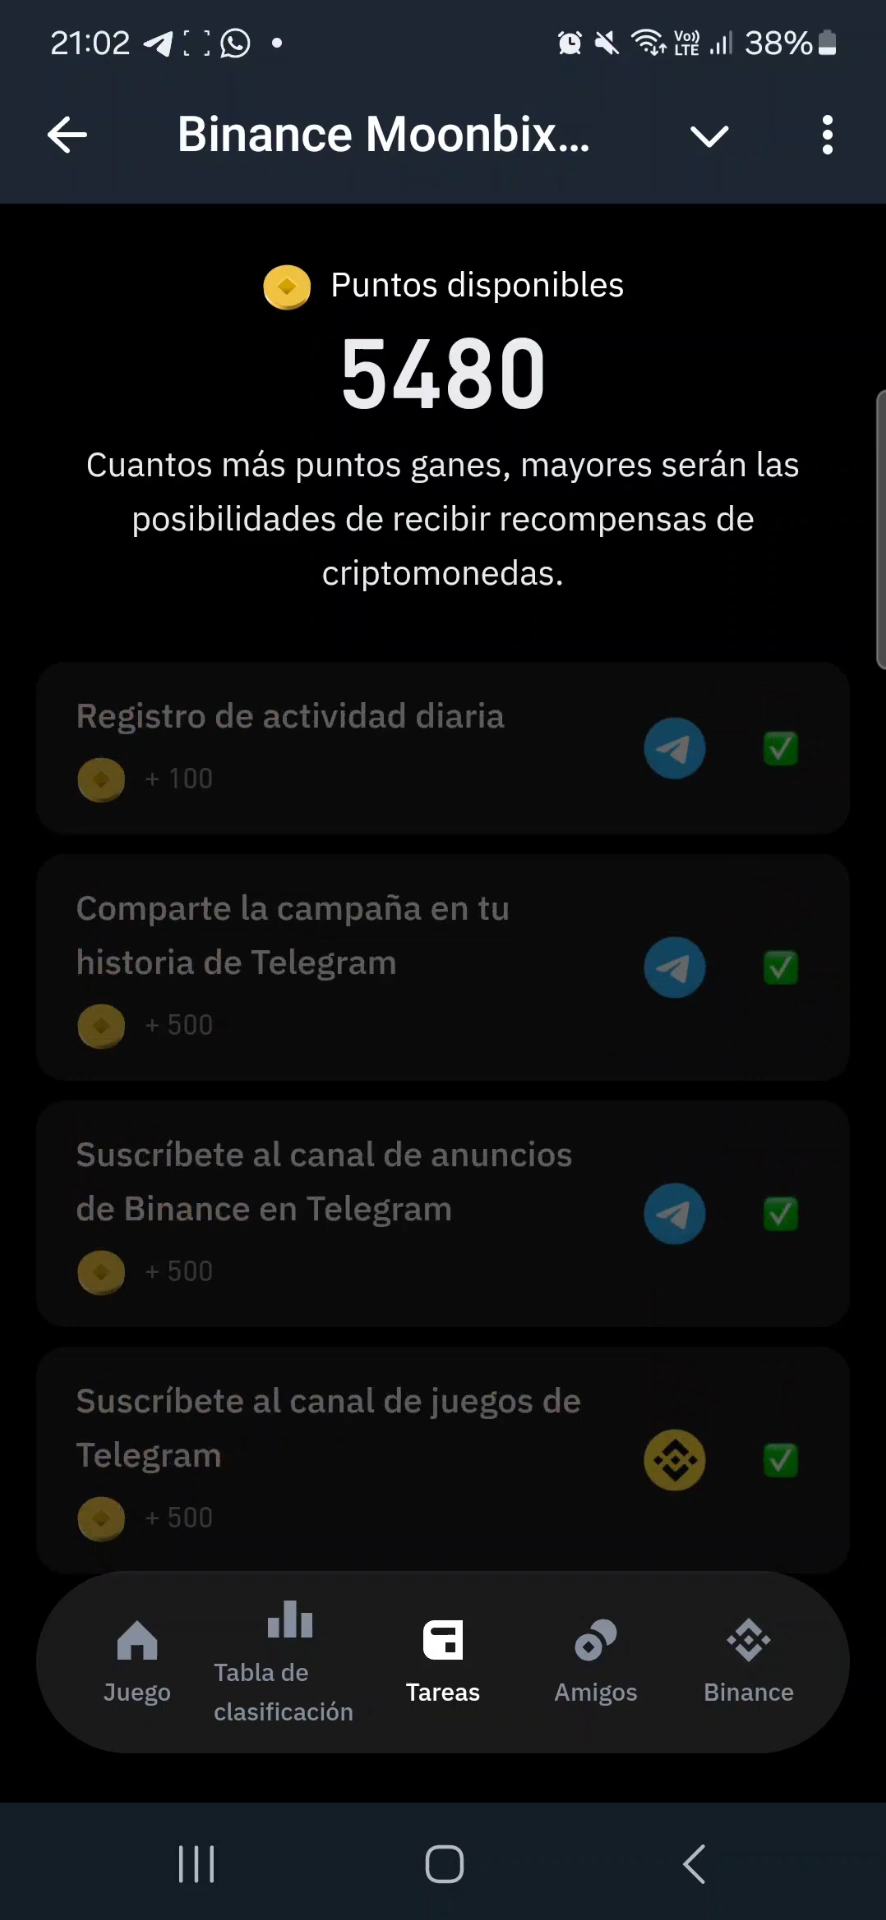 21:02
Vo))
LTE
38%
Binance Moonbix...
Puntos disponibles
5480
Cuantos más puntos ganes, mayores serán las
posibilidades de recibir recompensas de
criptomonedas.
Registro de actividad diaria
+ 100
Comparte la campaña en tu
historia de Telegram
+ 500
Suscríbete al canal de anuncios
de Binance en Telegram
+ 500
Suscríbete al canal de juegos de
Telegram
+ 500
Juego
Tabla de
clasificación
Tareas
Amigos
Binance